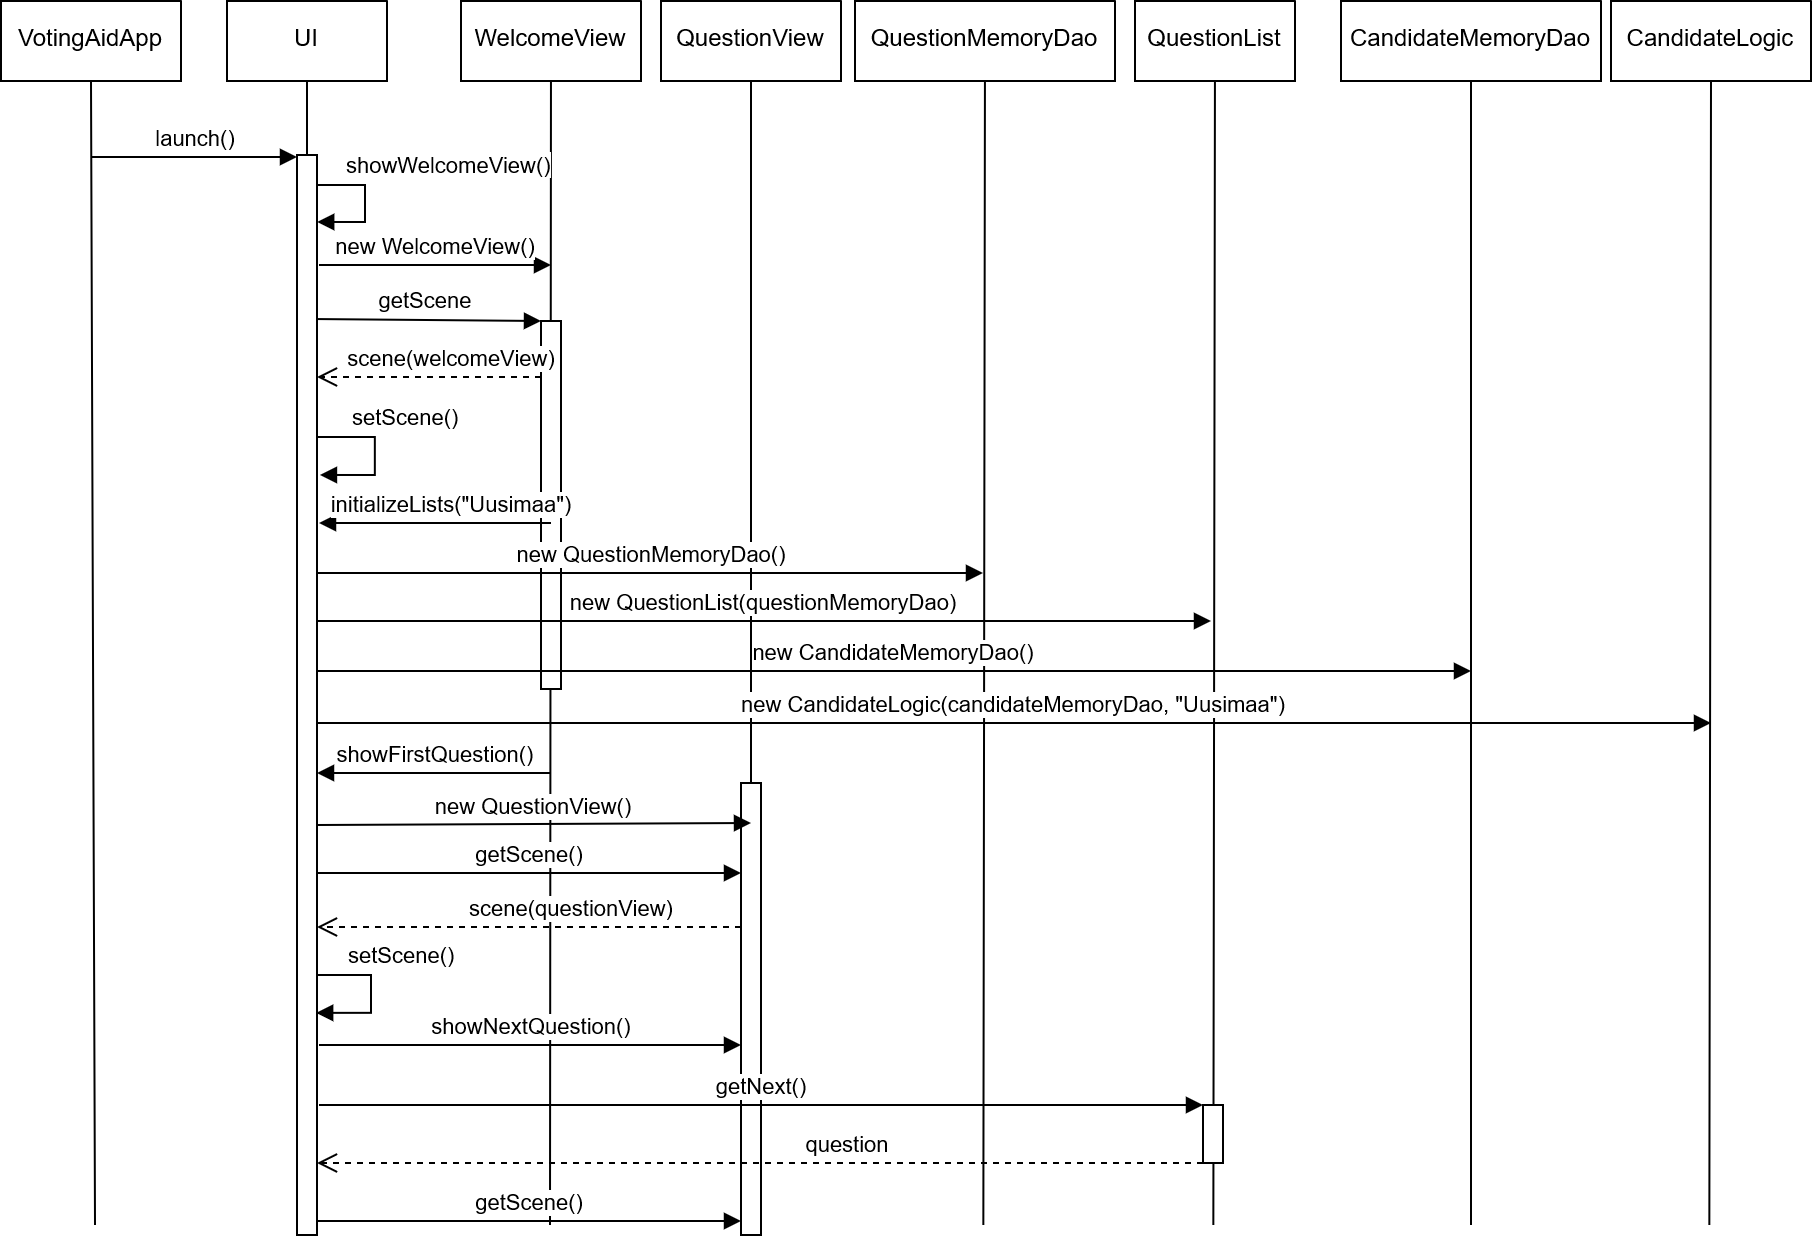 VotingAidApp
UI
WelcomeView
QuestionView
QuestionMemoryDao
QuestionList
CandidateMemoryDao
CandidateLogic
launch()
showWelcomeView()
new WelcomeView()
getScene
scene(welcomeView)
setScene()
initializeLists("Uusimaa")
new QuestionMemoryDao()
new QuestionList(questionMemoryDao)
new CandidateMemoryDao()
new CandidateLogic(candidateMemoryDao, "Uusimaa")
showFirstQuestion()
new QuestionView()
getScene()
scene(questionView)
setScene()
showNextQuestion()
getNext()
question
getScene()